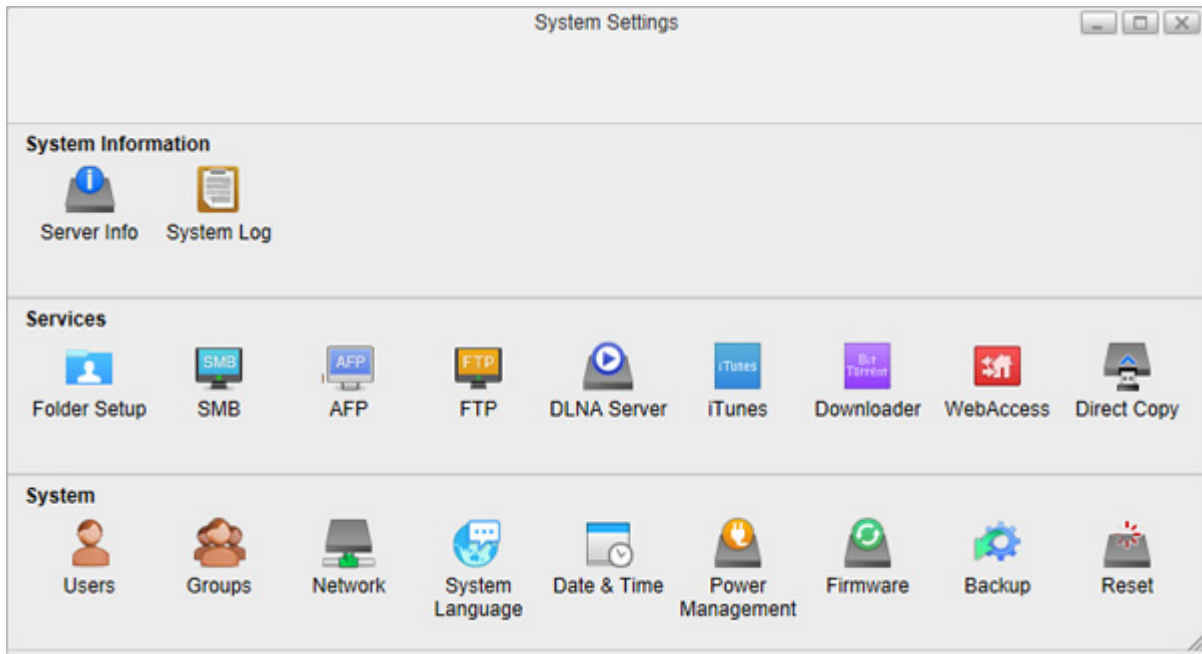 System Settings
System Information
Server Info System Log
Services
SMB AFP FTP iTunes Bit
Torrent
Folder Setup SMB AFP FTP DLNA Server iTunes Downloader WebAccess Direct Copy
System
Users Groups Network System Language Date & Time Power Management Firmware Backup Reset